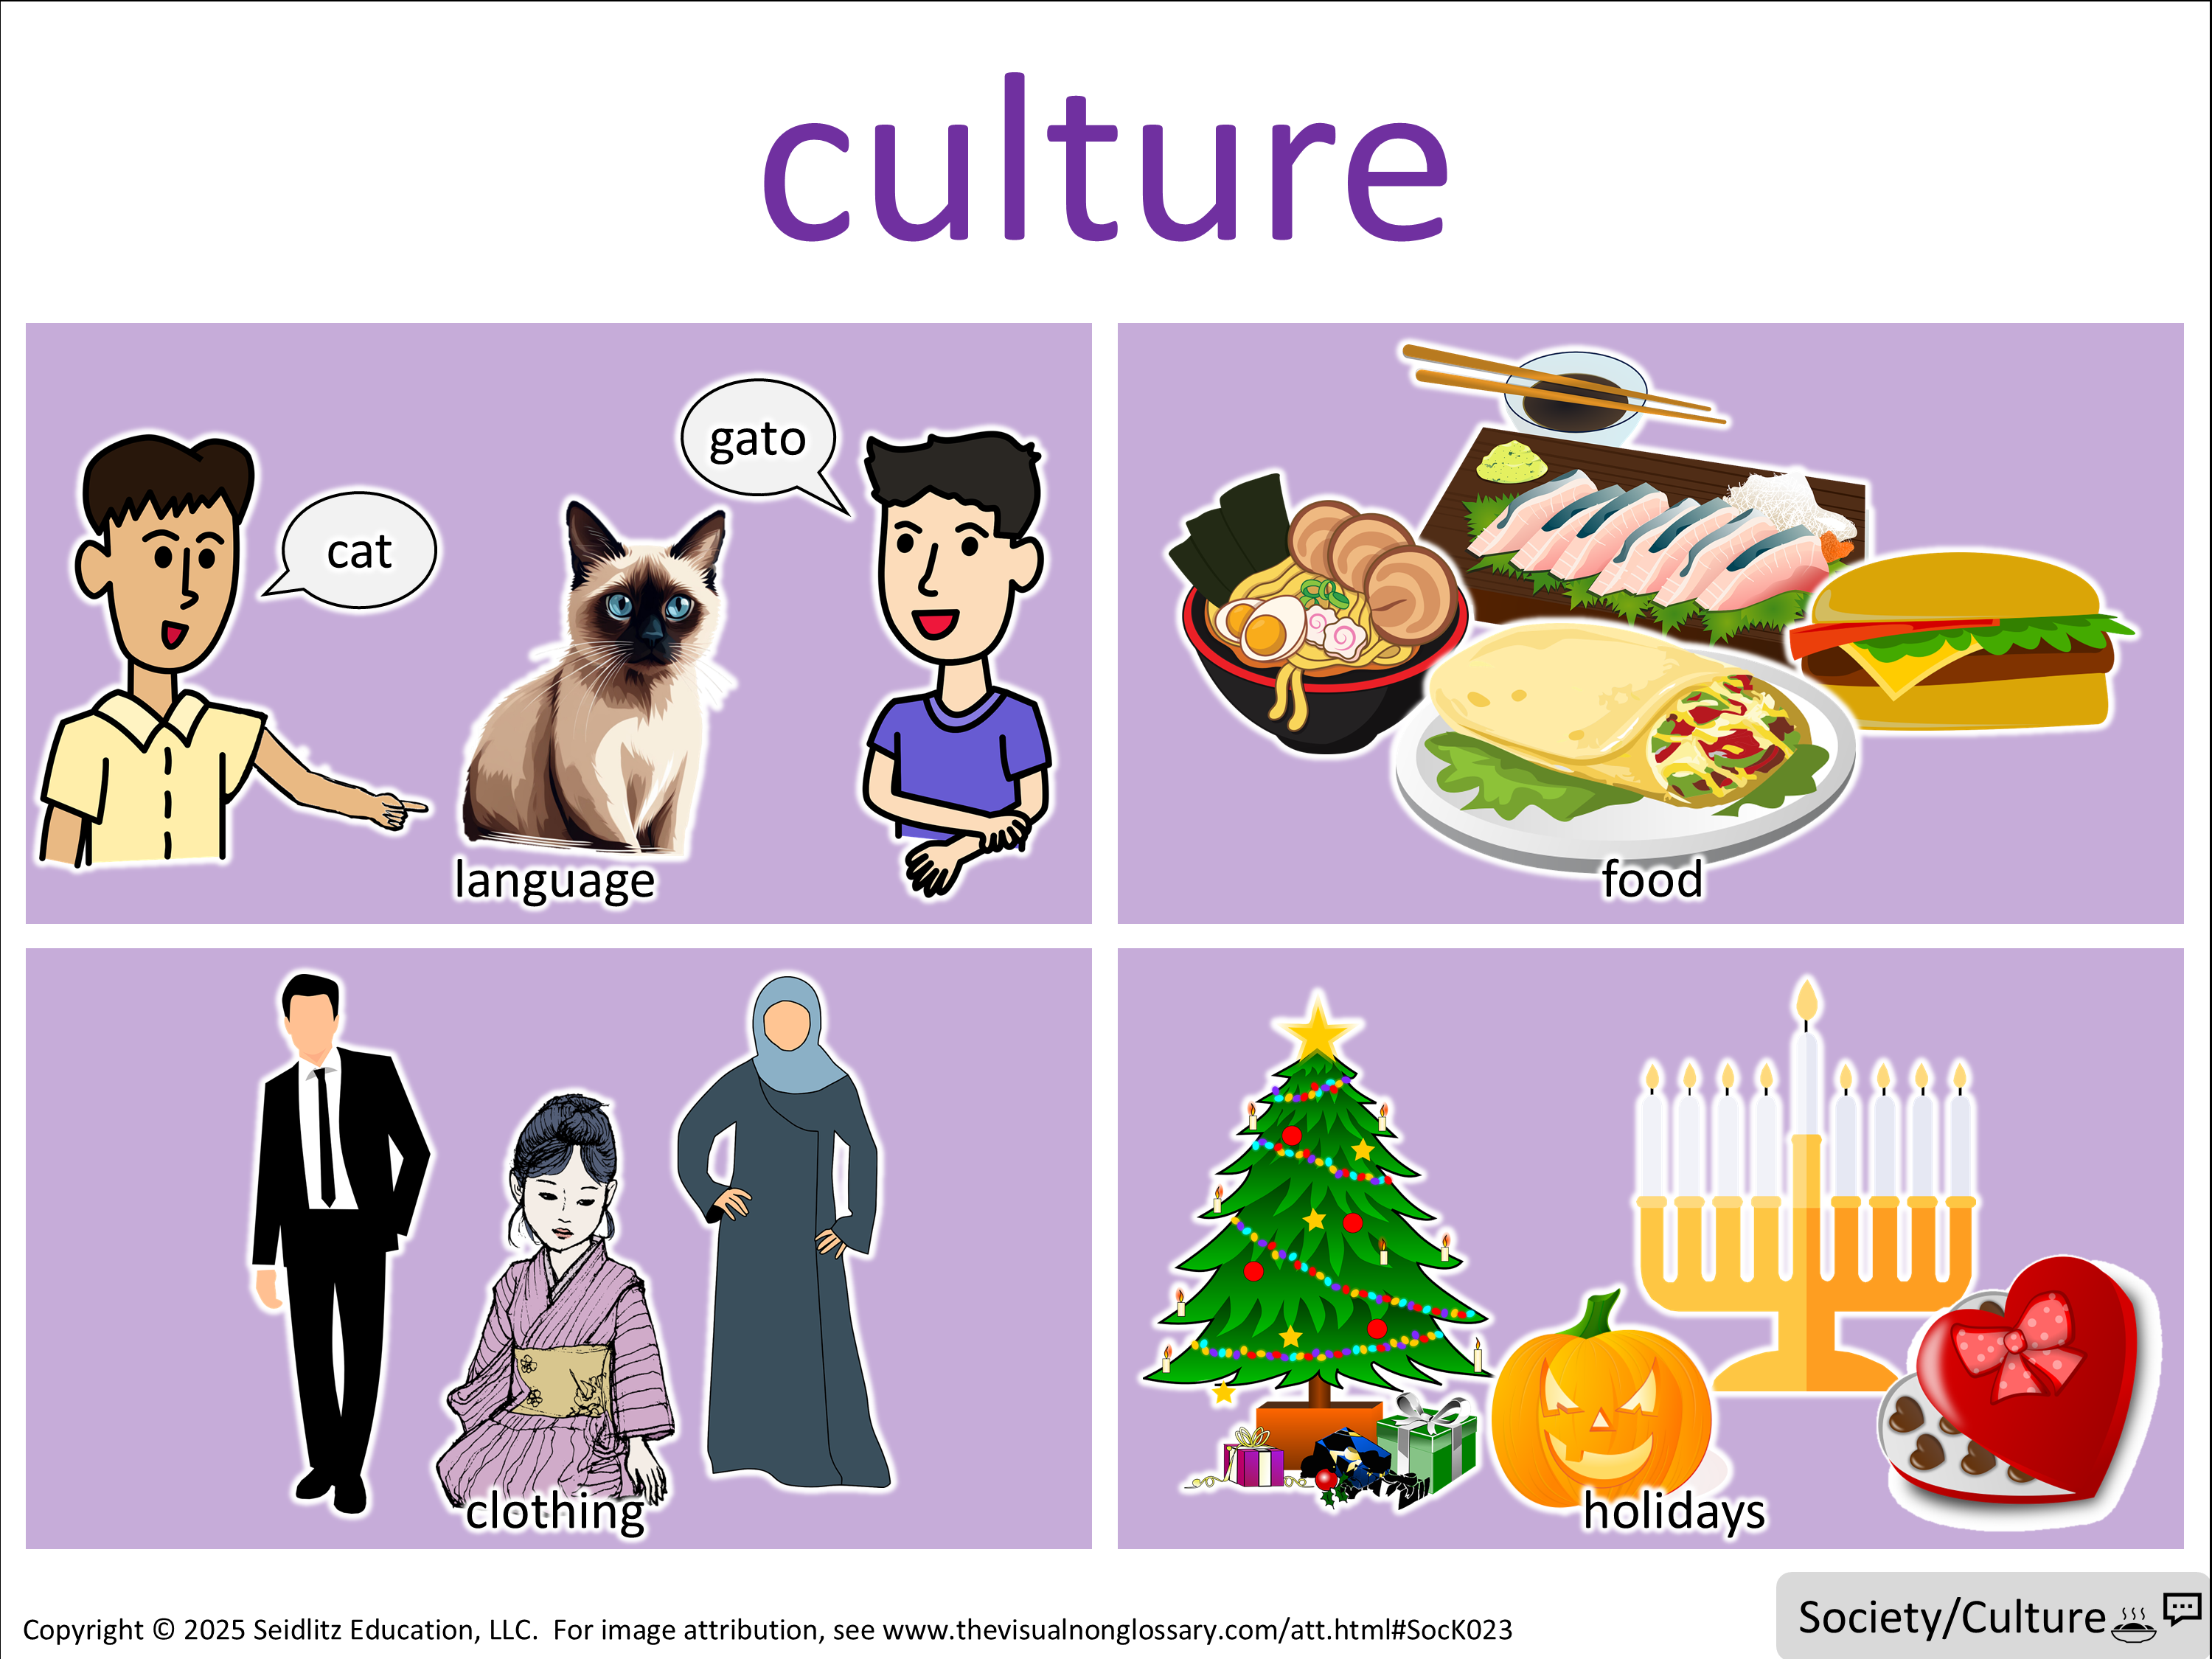 culture
cat
gato
language
food
clothing
holidays
Copyright © 2025 Seidlitz Education, LLC.  For image attribution, see www.thevisualnonglossary.com/att.html#SocK023
Society/Culture